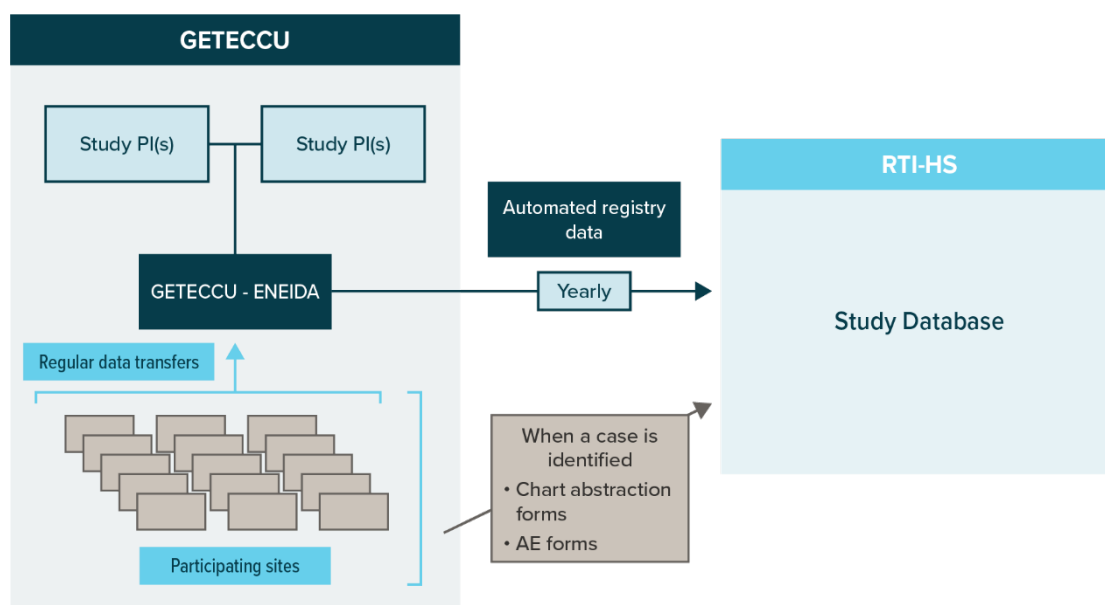 GETECCU
Study PI(s)
Study PI(s)
GETECCU - ENEIDA
Regular data transfers
Participating sites
Automated registry
data
Yearly
When a case is
identified
• Chart abstraction
forms
• AE forms
RTI-HS
Study Database